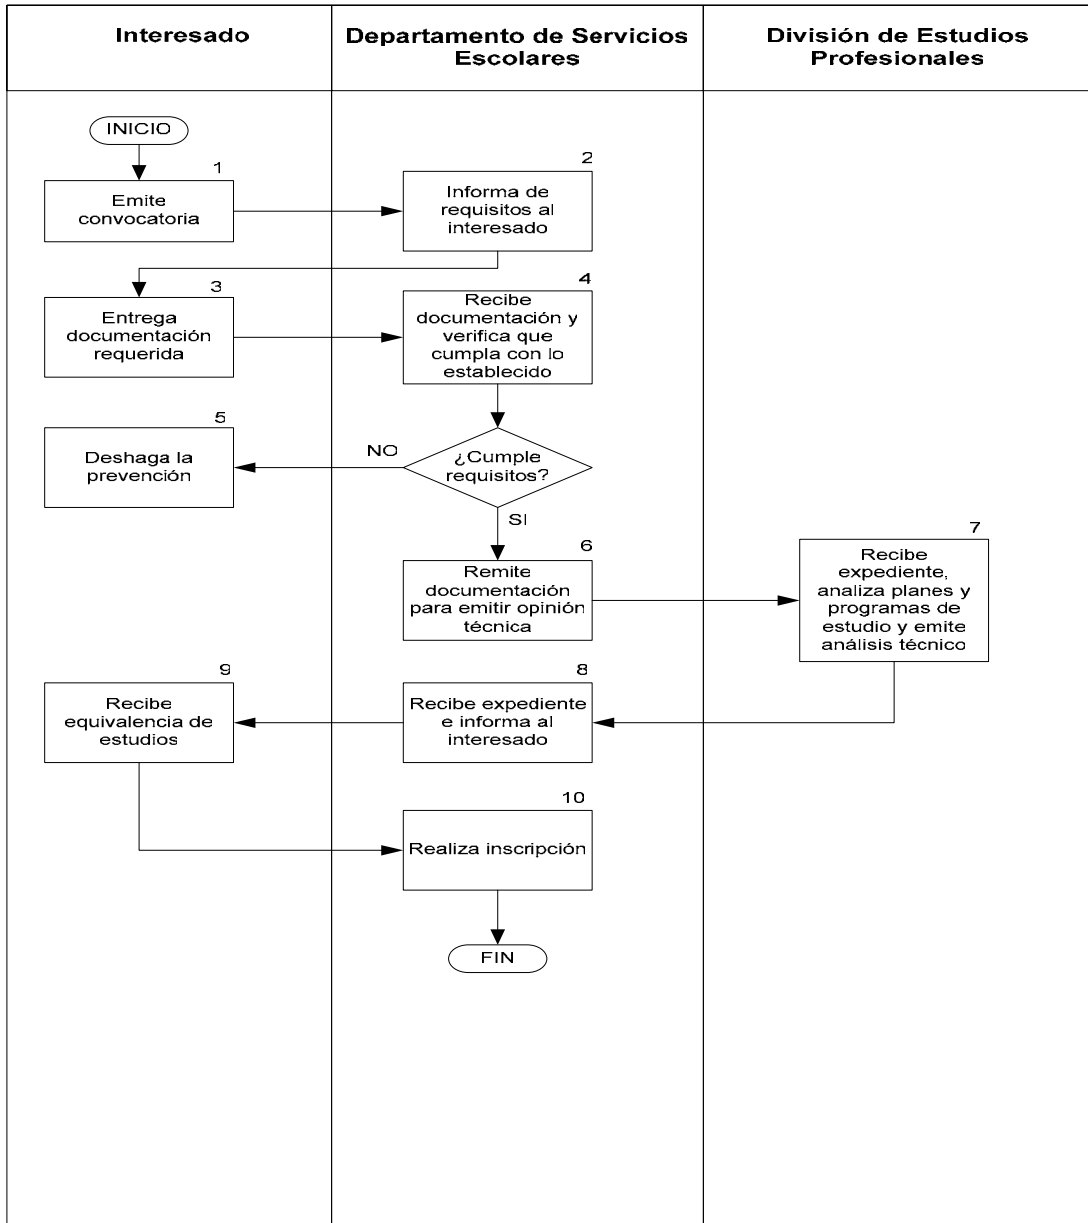 Interesado
Departamento de Servicios
Escolares
División de Estudios
Profesionales
INICIO
1
Emite
convocatoria
2
Informa de
requisitos al
interesado
3
Entrega
documentación
requerida
4
Recibe
documentación y
verifica que
cumpla con lo
establecido
5
Deshaga la
prevención
NO
¿Cumple
requisitos?
SI
6
Remite
documentación
para emitir opinión
técnica
7
Recibe
expediente,
analiza planes y
programas de
estudio y emite
análisis técnico
8
Recibe expediente
e informa al
interesado
9
Recibe
equivalencia de
estudios
10
Realiza inscripción
FIN